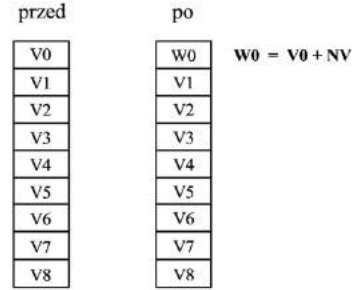 przed po
V0 W0 W0 = V0 + NV
V1 V1
V2 V2
V3 V3
V4 V4
V5 V5
V6 V6
V7 V7
V8 V8